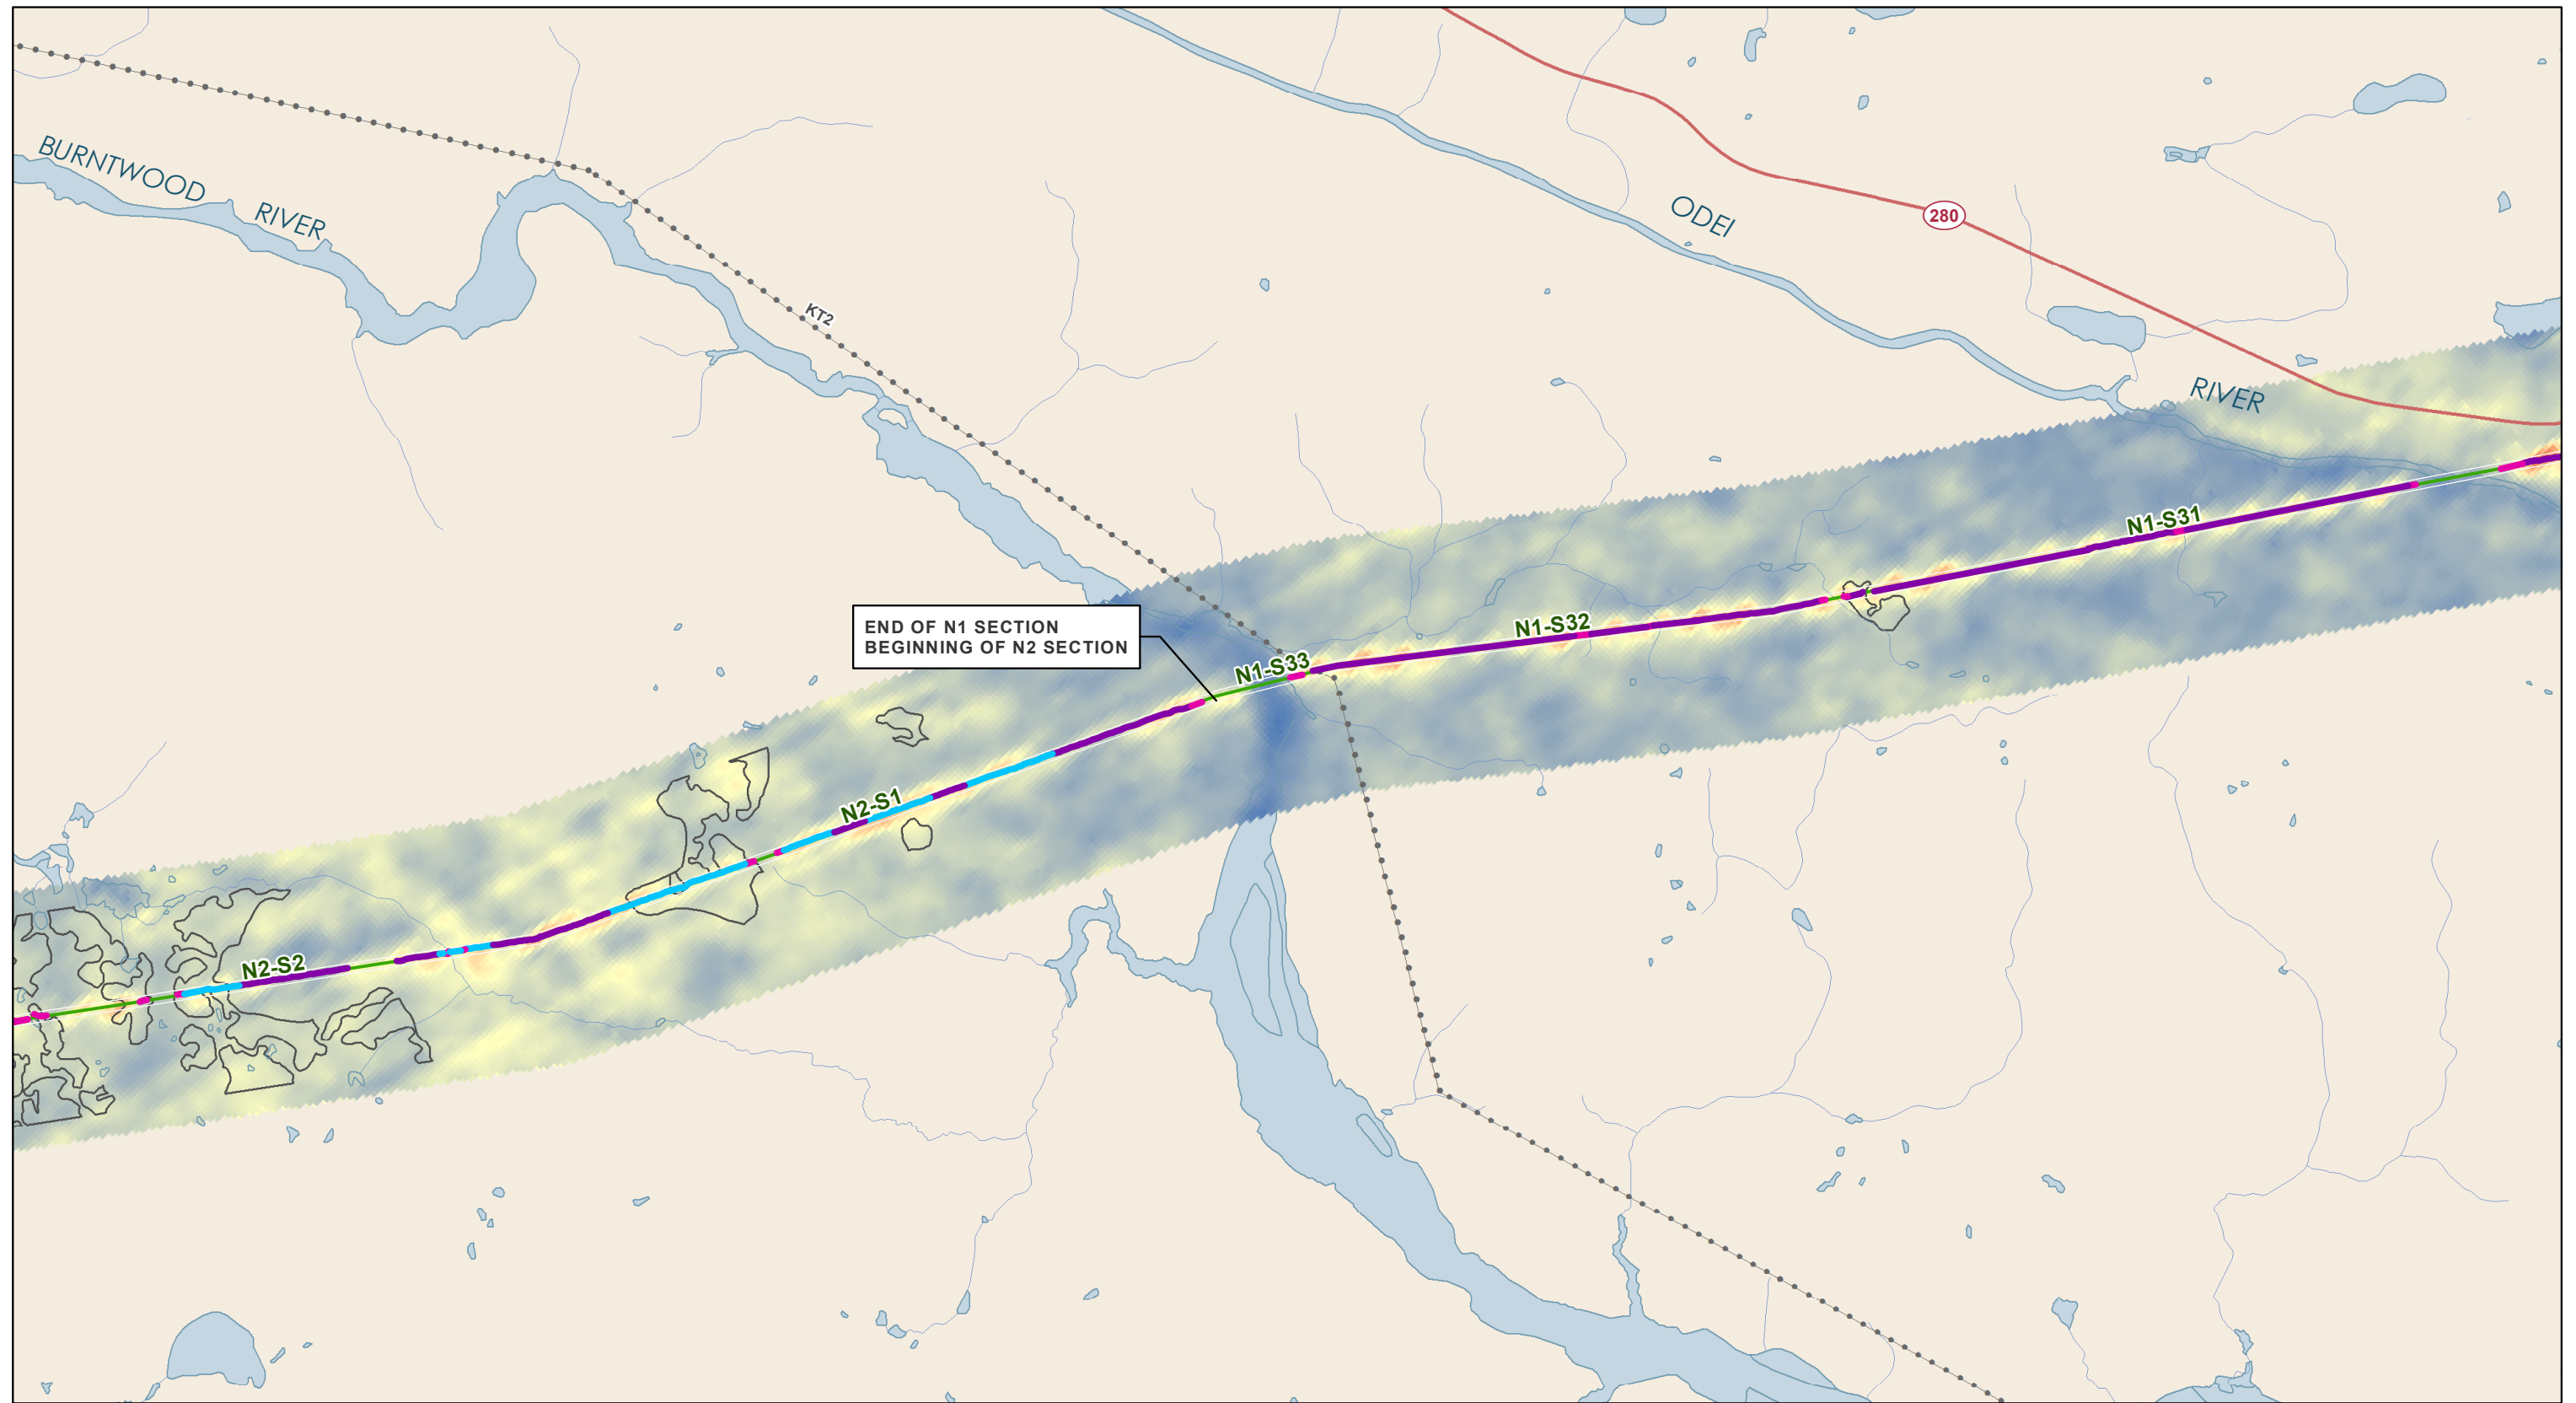 BURNTWOOD
RIVER
ODEI
280
KT2
RIVER
N1-S31
END OF N1 SECTION
BEGINNING OF N2 SECTION
N1-S32
N1-S33
N2-S1
N2-S2